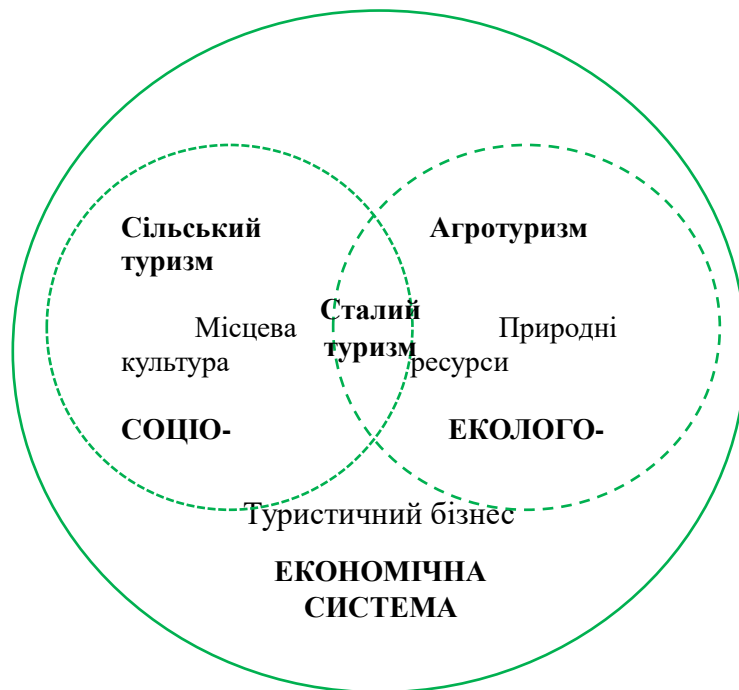 Сільський
туризм
Місцева
культура
СОЦІО-
Сталий
туризм
Агротуризм
Природні
ресурси
ЕКОЛОГО-
Туристичний бізнес
ЕКОНОМІЧНА
СИСТЕМА